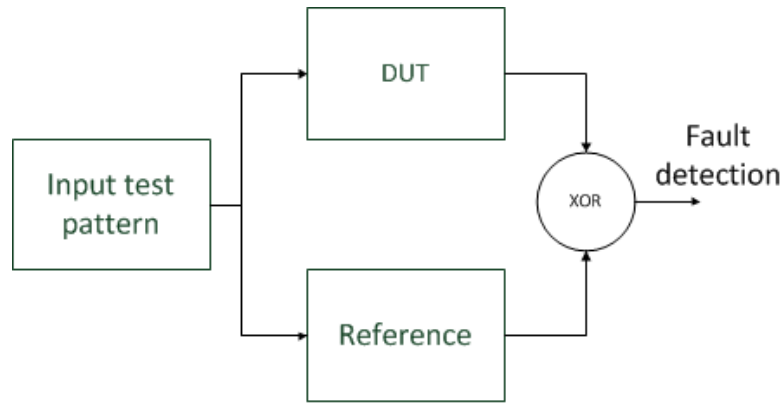 DUT
Input test
pattern
XOR
Fault
detection
Reference